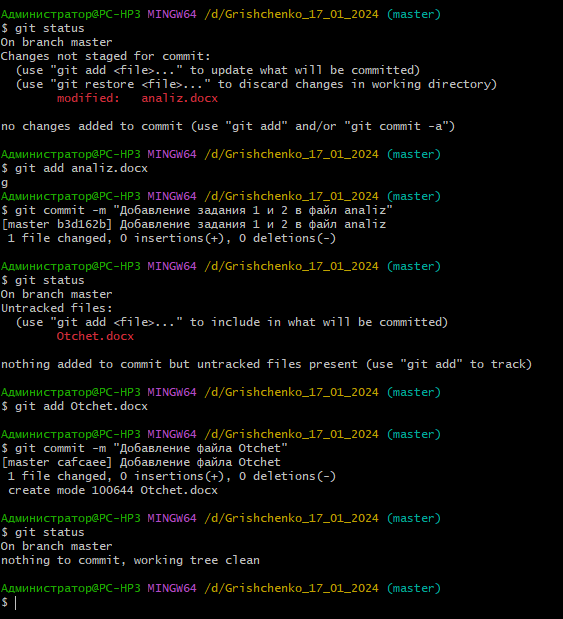 Администратор@PC-HP3 MINGW64 /d/Grishchenko_17_01_2024 (master)
$ git status
On branch master
Changes not staged for commit:
  (use "git add <file>..." to update what will be committed)
  (use "git restore <file>..." to discard changes in working directory)
        modified:   analiz.docx

no changes added to commit (use "git add" and/or "git commit -a")

Администратор@PC-HP3 MINGW64 /d/Grishchenko_17_01_2024 (master)
$ git add analiz.docx
g
Администратор@PC-HP3 MINGW64 /d/Grishchenko_17_01_2024 (master)
$ git commit -m "Добавление задания 1 и 2 в файл analiz"
[master b3d162b] Добавление задания 1 и 2 в файл analiz
 1 file changed, 0 insertions(+), 0 deletions(-)

Администратор@PC-HP3 MINGW64 /d/Grishchenko_17_01_2024 (master)
$ git status
On branch master
Untracked files:
  (use "git add <file>..." to include in what will be committed)
        Otchet.docx

nothing added to commit but untracked files present (use "git add" to track)

Администратор@PC-HP3 MINGW64 /d/Grishchenko_17_01_2024 (master)
$ git add Otchet.docx

Администратор@PC-HP3 MINGW64 /d/Grishchenko_17_01_2024 (master)
$ git commit -m "Добавление файла Otchet"
[master cafcaee] Добавление файла Otchet
 1 file changed, 0 insertions(+), 0 deletions(-)
 create mode 100644 Otchet.docx

Администратор@PC-HP3 MINGW64 /d/Grishchenko_17_01_2024 (master)
$ git status
On branch master
nothing to commit, working tree clean

Администратор@PC-HP3 MINGW64 /d/Grishchenko_17_01_2024 (master)
$